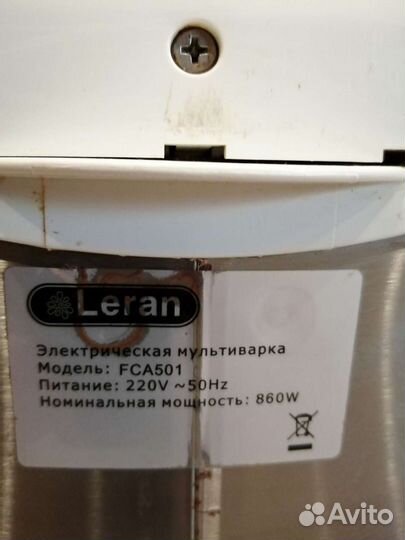 Leran
Электрическая мультиварка
Модель: FCA501
Питание: 220V ~50Hz
Номинальная мощность: 860W
Avito